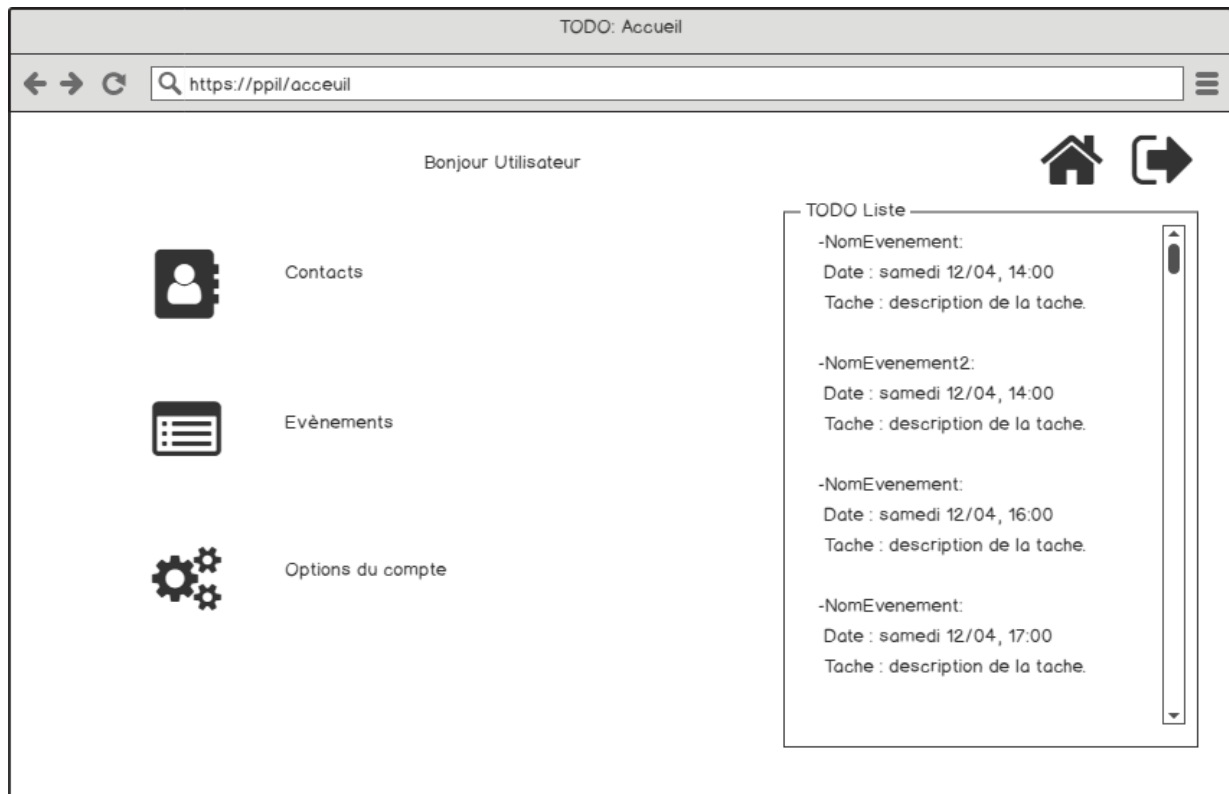 TODO: Accueil
https://ppil/acceuil
Bonjour Utilisateur
Contacts
Evènements
Options du compte
TODO Liste
-NomEvenement:
Date : samedi 12/04, 14:00
Tache : description de la tache.
-NomEvenement2:
Date : samedi 12/04, 14:00
Tache : description de la tache.
-NomEvenement:
Date : samedi 12/04, 16:00
Tache : description de la tache.
-NomEvenement:
Date : samedi 12/04, 17:00
Tache : description de la tache.